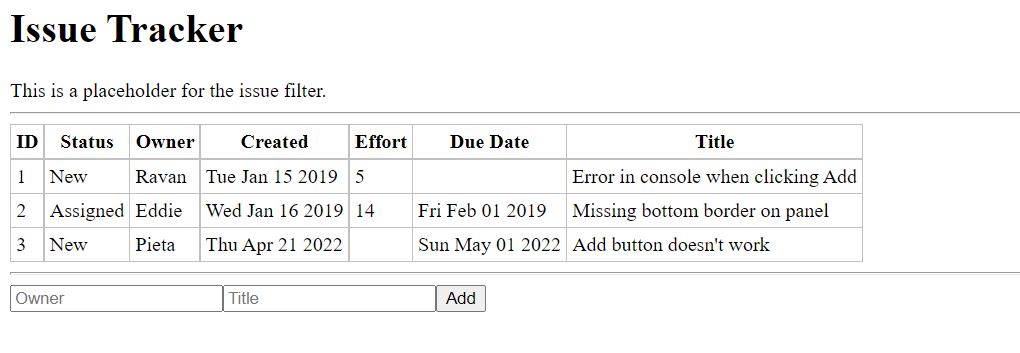 Issue Tracker
This is a placeholder for the issue filter.
ID Status Owner Created Effort Due Date Title
1 New Ravan Tue Jan 15 2019 5 Error in console when clicking Add
2 Assigned Eddie Wed Jan 16 2019 14 Fri Feb 01 2019 Missing bottom border on panel
3 New Pieta Thu Apr 21 2022 Sun May 01 2022 Add button doesn't work
Owner Title Add